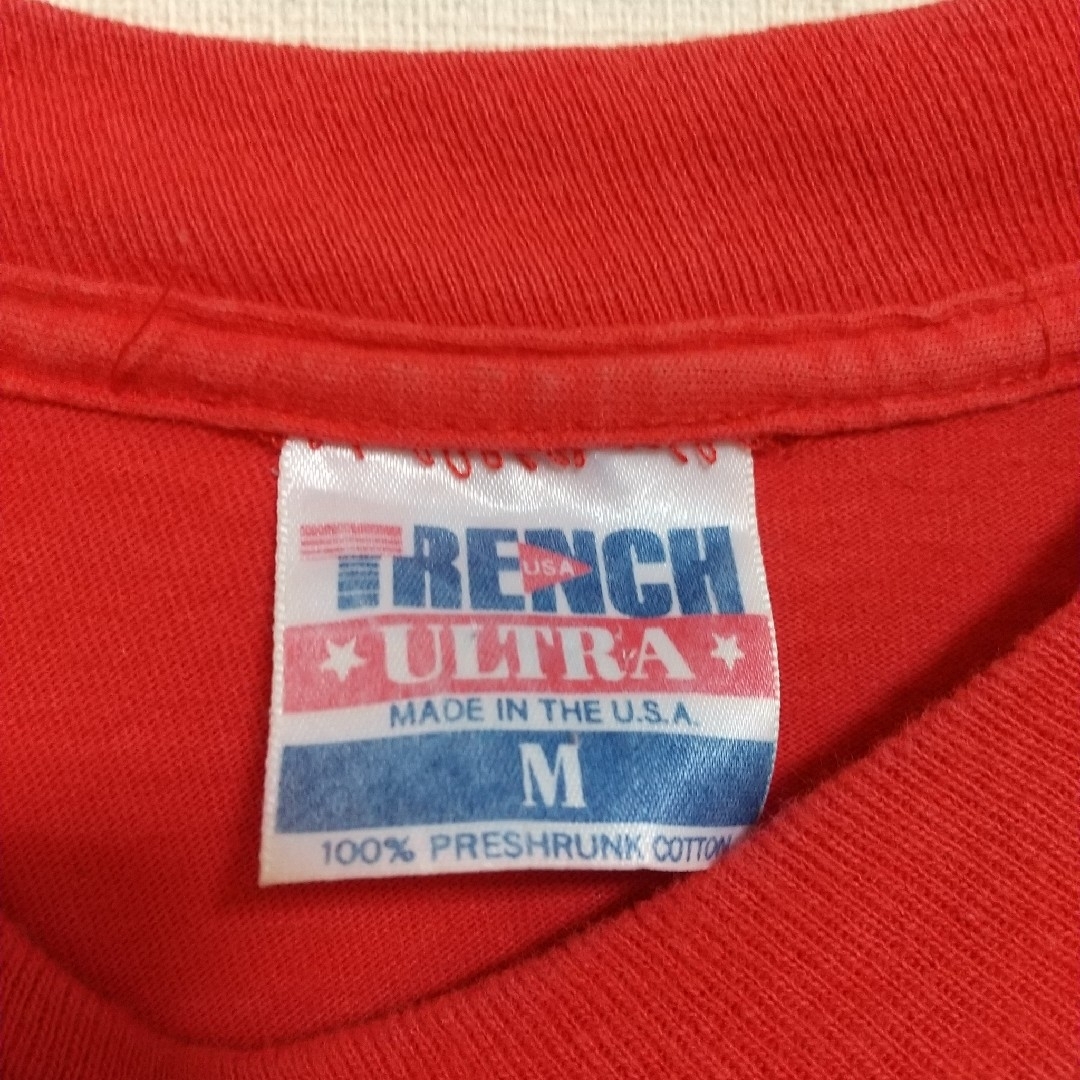 TRENCH
USA
ULTRA
MADE IN THE U.S.A.
M
100% PRESHRUNK COTTON